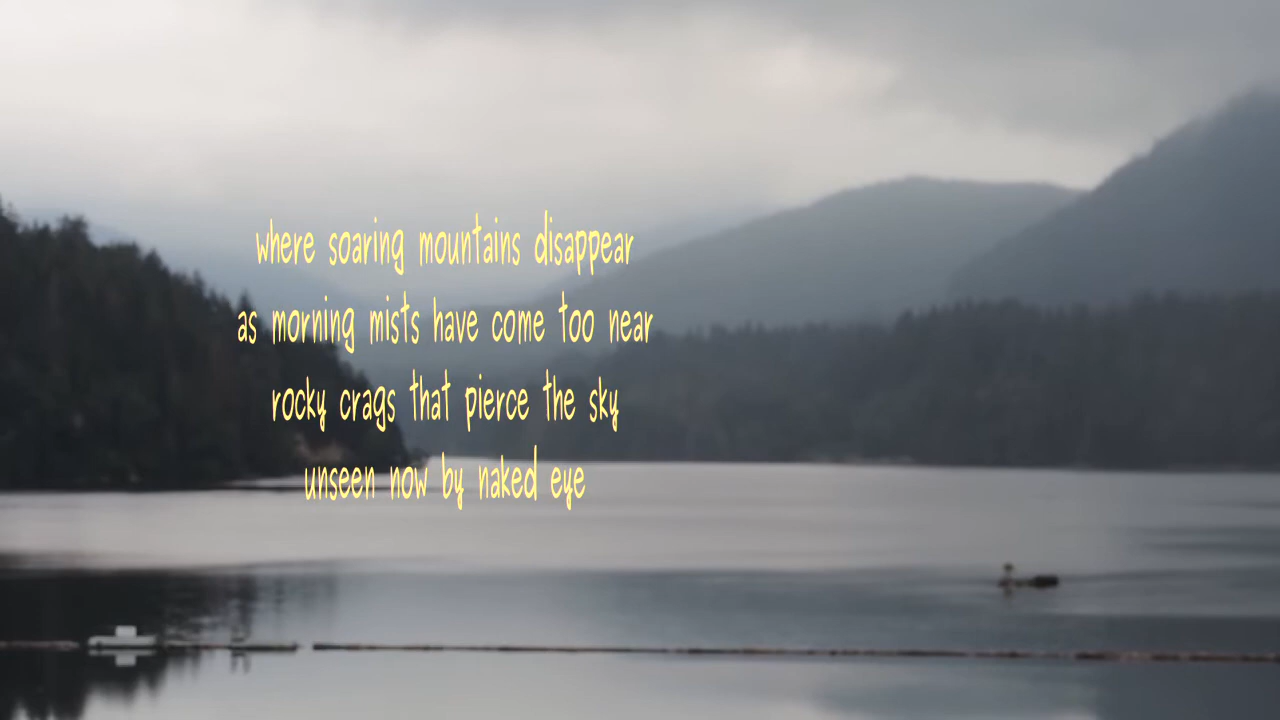 where soaring mountains disappear
as morning mists have come too near
rocky crags that pierce the sky
unseen now by naked eye